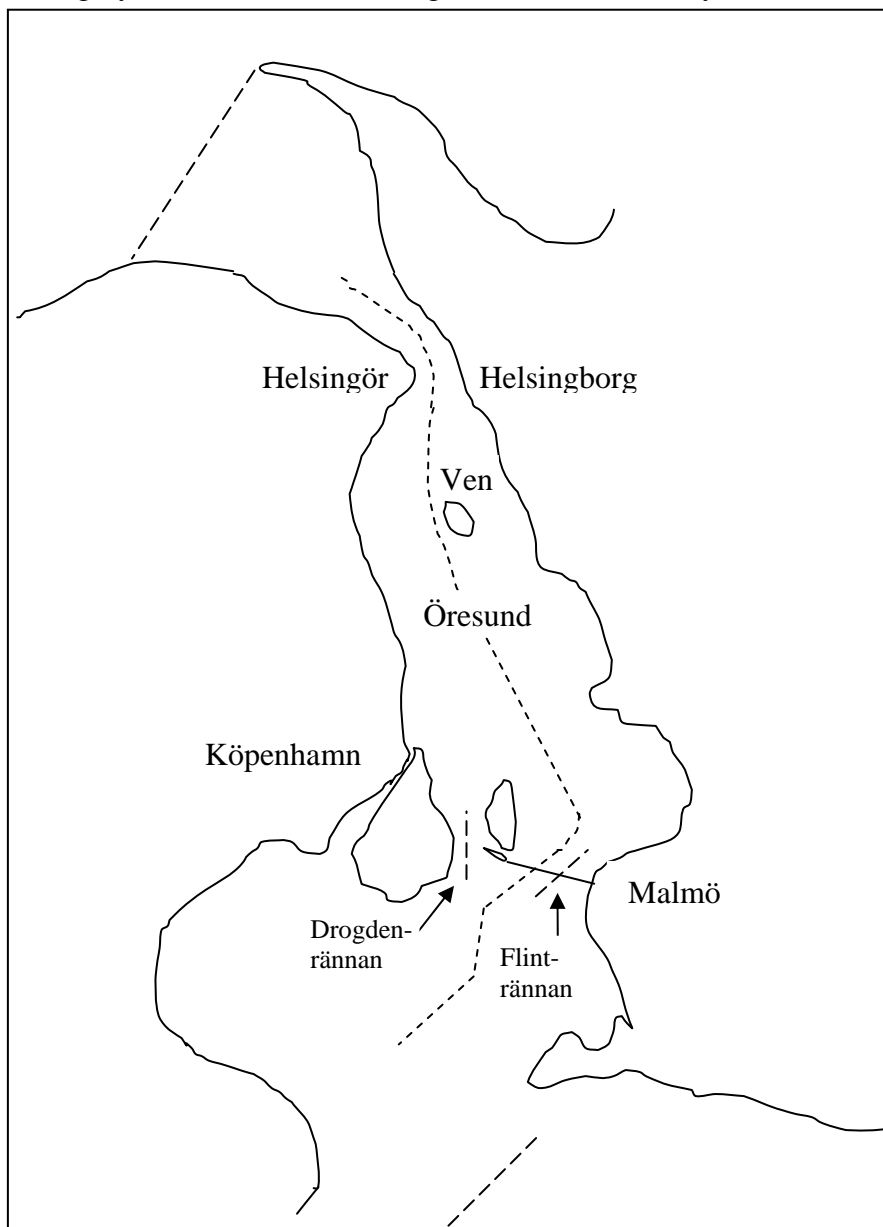 Helsingör
Helsingborg
Ven
Öresund
Köpenhamn
Malmö
Drogden-
rännan
Flint-
rännan